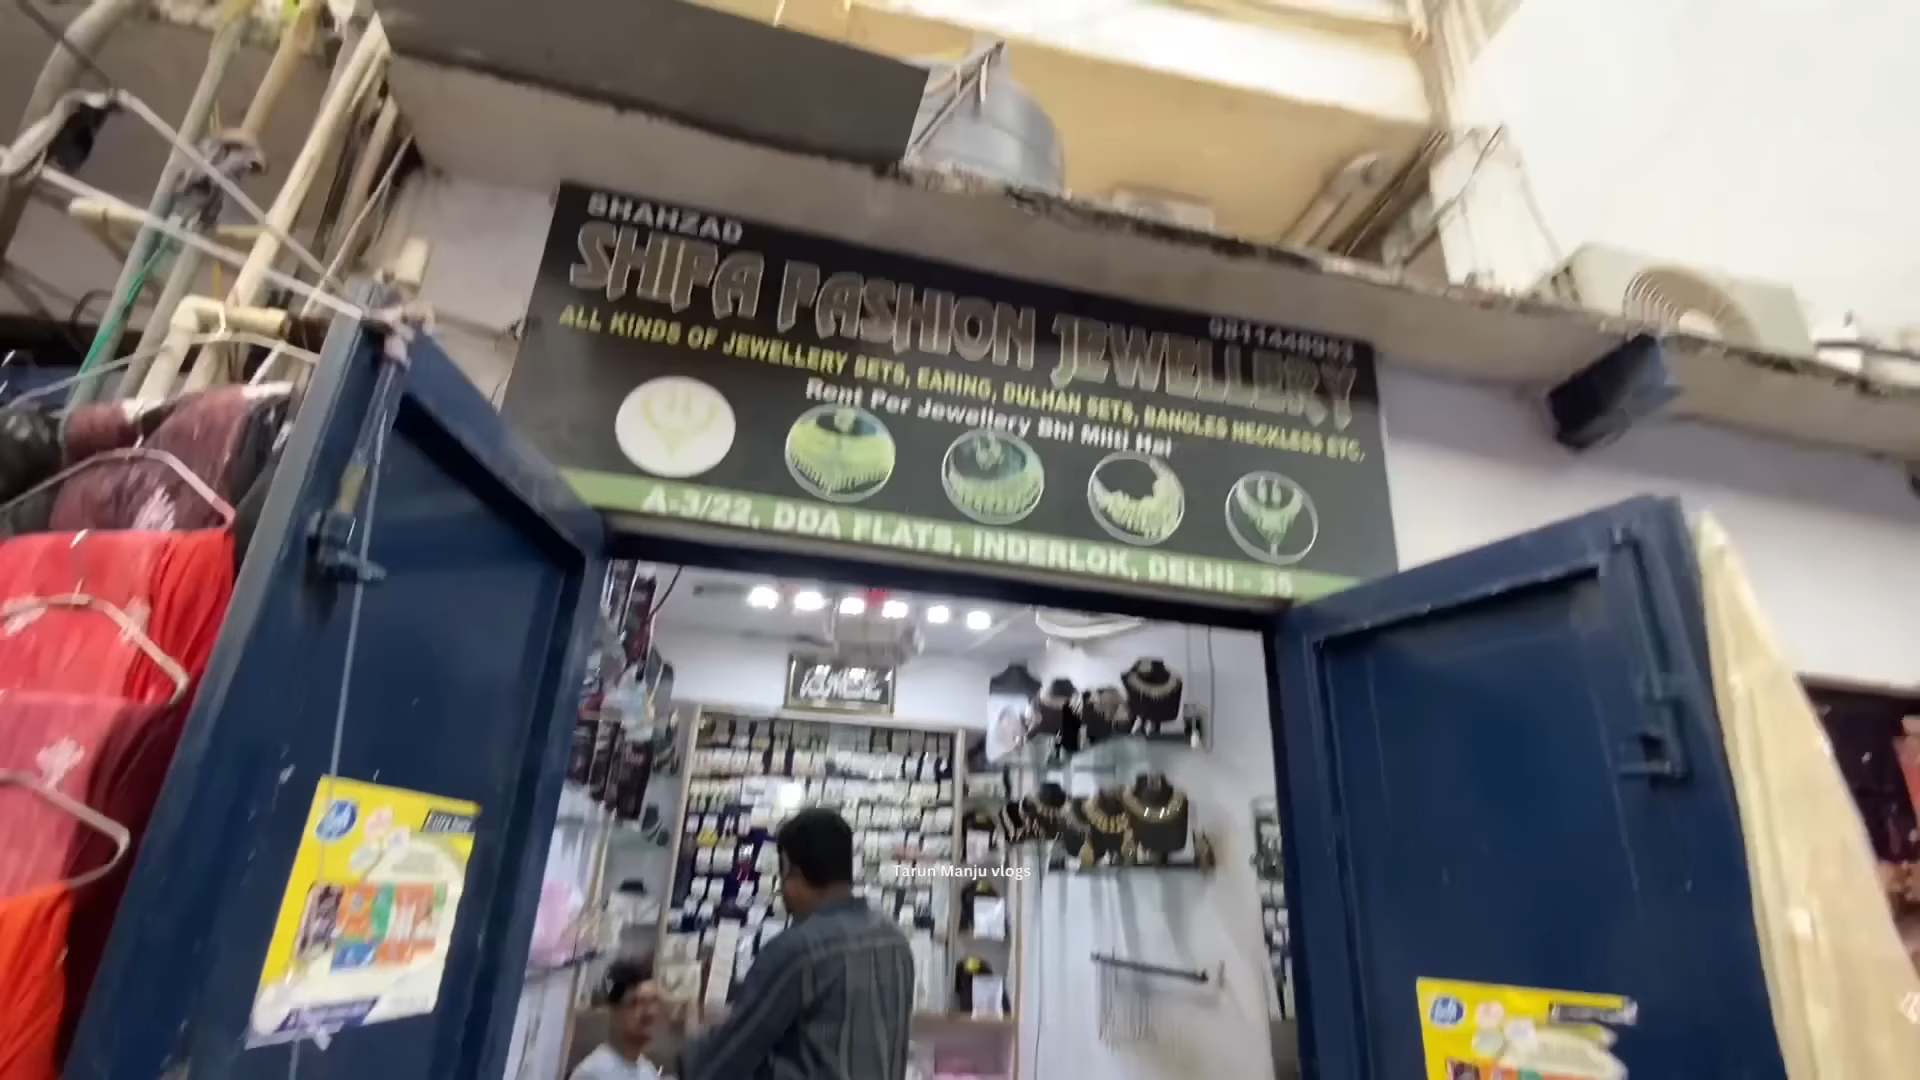 SHAHZAD
SHIFA FASHION JEWELLERY
ALL KINDS OF JEWELLERY SETS, EARING, DULHAN SETS, BANGLES NECKLESS ETC.
Rent Per Jewellery Bhi Milti Hai
A-3/22, DDA FLATS, INDERLOK, DELHI - 35
Tarun Manju vlogs